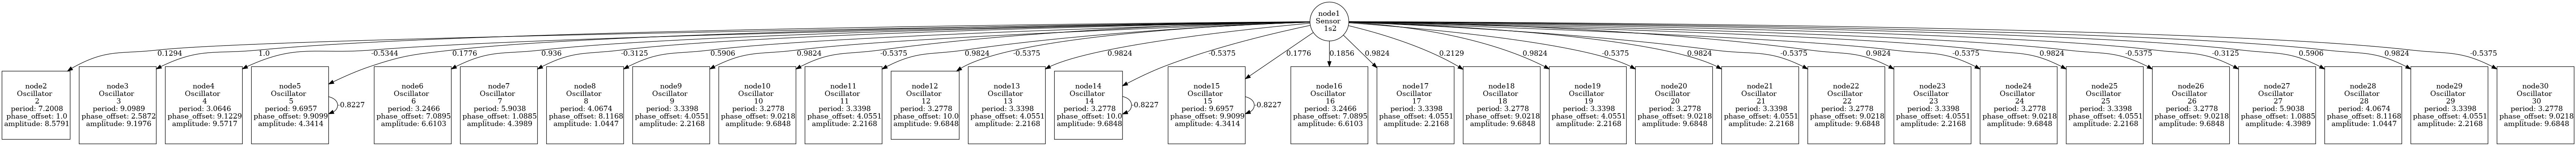 node1
Sensor
1s2
0.1294
1.0
-0.5344
0.1776
0.936
-0.3125
0.5906
0.9824
-0.5375
0.9824
-0.5375
0.9824
-0.5375
0.1776
0.1856
0.9824
-0.2129
0.9824
-0.5375
0.9824
-0.5375
0.9824
-0.5375
0.9824
-0.5375
-0.3125
0.5906
0.9824
-0.5375
node2
Oscillator
2
period: 7.2008
phase_offset: 1.0
amplitude: 8.5791
node3
Oscillator
3
period: 9.0989
phase_offset: 2.5872
amplitude: 9.1976
node4
Oscillator
4
period: 3.0646
phase_offset: 9.1229
amplitude: 9.5717
node5
Oscillator
5
period: 9.6957
phase_offset: 9.9099
amplitude: 4.3414
-0.8227
node6
Oscillator
6
period: 3.2466
phase_offset: 7.0895
amplitude: 6.6103
node7
Oscillator
7
period: 5.9038
phase_offset: 1.0885
amplitude: 4.3989
node8
Oscillator
8
period: 4.0674
phase_offset: 8.1168
amplitude: 1.0447
node9
Oscillator
9
period: 3.3398
phase_offset: 4.0551
amplitude: 2.2168
node10
Oscillator
10
period: 3.2778
phase_offset: 9.0218
amplitude: 9.6848
node11
Oscillator
11
period: 3.3398
phase_offset: 4.0551
amplitude: 2.2168
node12
Oscillator
12
period: 3.2778
phase_offset: 10.0
amplitude: 9.6848
node13
Oscillator
13
period: 3.3398
phase_offset: 4.0551
amplitude: 2.2168
node14
Oscillator
14
period: 3.2778
phase_offset: 10.0
amplitude: 9.6848
-0.8227
node15
Oscillator
15
period: 9.6957
phase_offset: 9.9099
amplitude: 4.3414
-0.8227
node16
Oscillator
16
period: 3.2466
phase_offset: 7.0895
amplitude: 6.6103
node17
Oscillator
17
period: 3.3398
phase_offset: 4.0551
amplitude: 2.2168
node18
Oscillator
18
period: 3.2778
phase_offset: 9.0218
amplitude: 9.6848
node19
Oscillator
19
period: 3.3398
phase_offset: 4.0551
amplitude: 2.2168
node20
Oscillator
20
period: 3.2778
phase_offset: 9.0218
amplitude: 9.6848
node21
Oscillator
21
period: 3.3398
phase_offset: 4.0551
amplitude: 2.2168
node22
Oscillator
22
period: 3.2778
phase_offset: 9.0218
amplitude: 9.6848
node23
Oscillator
23
period: 3.3398
phase_offset: 4.0551
amplitude: 2.2168
node24
Oscillator
24
period: 3.2778
phase_offset: 9.0218
amplitude: 9.6848
node25
Oscillator
25
period: 3.3398
phase_offset: 4.0551
amplitude: 2.2168
node26
Oscillator
26
period: 3.2778
phase_offset: 9.0218
amplitude: 9.6848
node27
Oscillator
27
period: 5.9038
phase_offset: 1.0885
amplitude: 4.3989
node28
Oscillator
28
period: 4.0674
phase_offset: 8.1168
amplitude: 1.0447
node29
Oscillator
29
period: 3.3398
phase_offset: 4.0551
amplitude: 2.2168
node30
Oscillator
30
period: 3.2778
phase_offset: 9.0218
amplitude: 9.6848